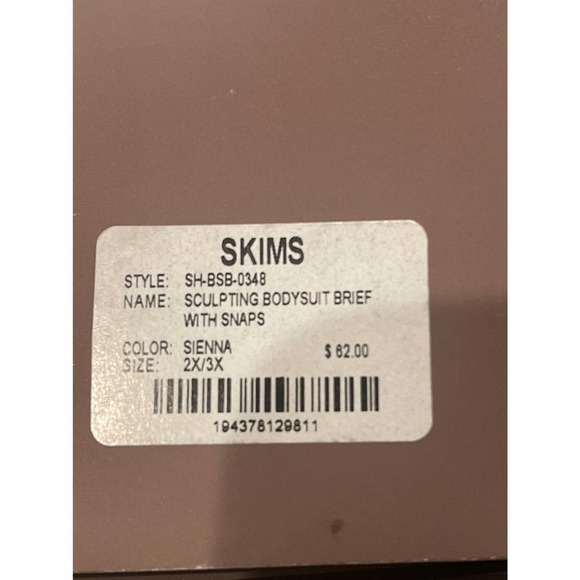 SKIMS
STYLE: SH-BSB-0348
NAME: SCULPTING BODYSUIT BRIEF
WITH SNAPS
COLOR: SIENNA $ 62.00
SIZE: 2X/3X
194378129811